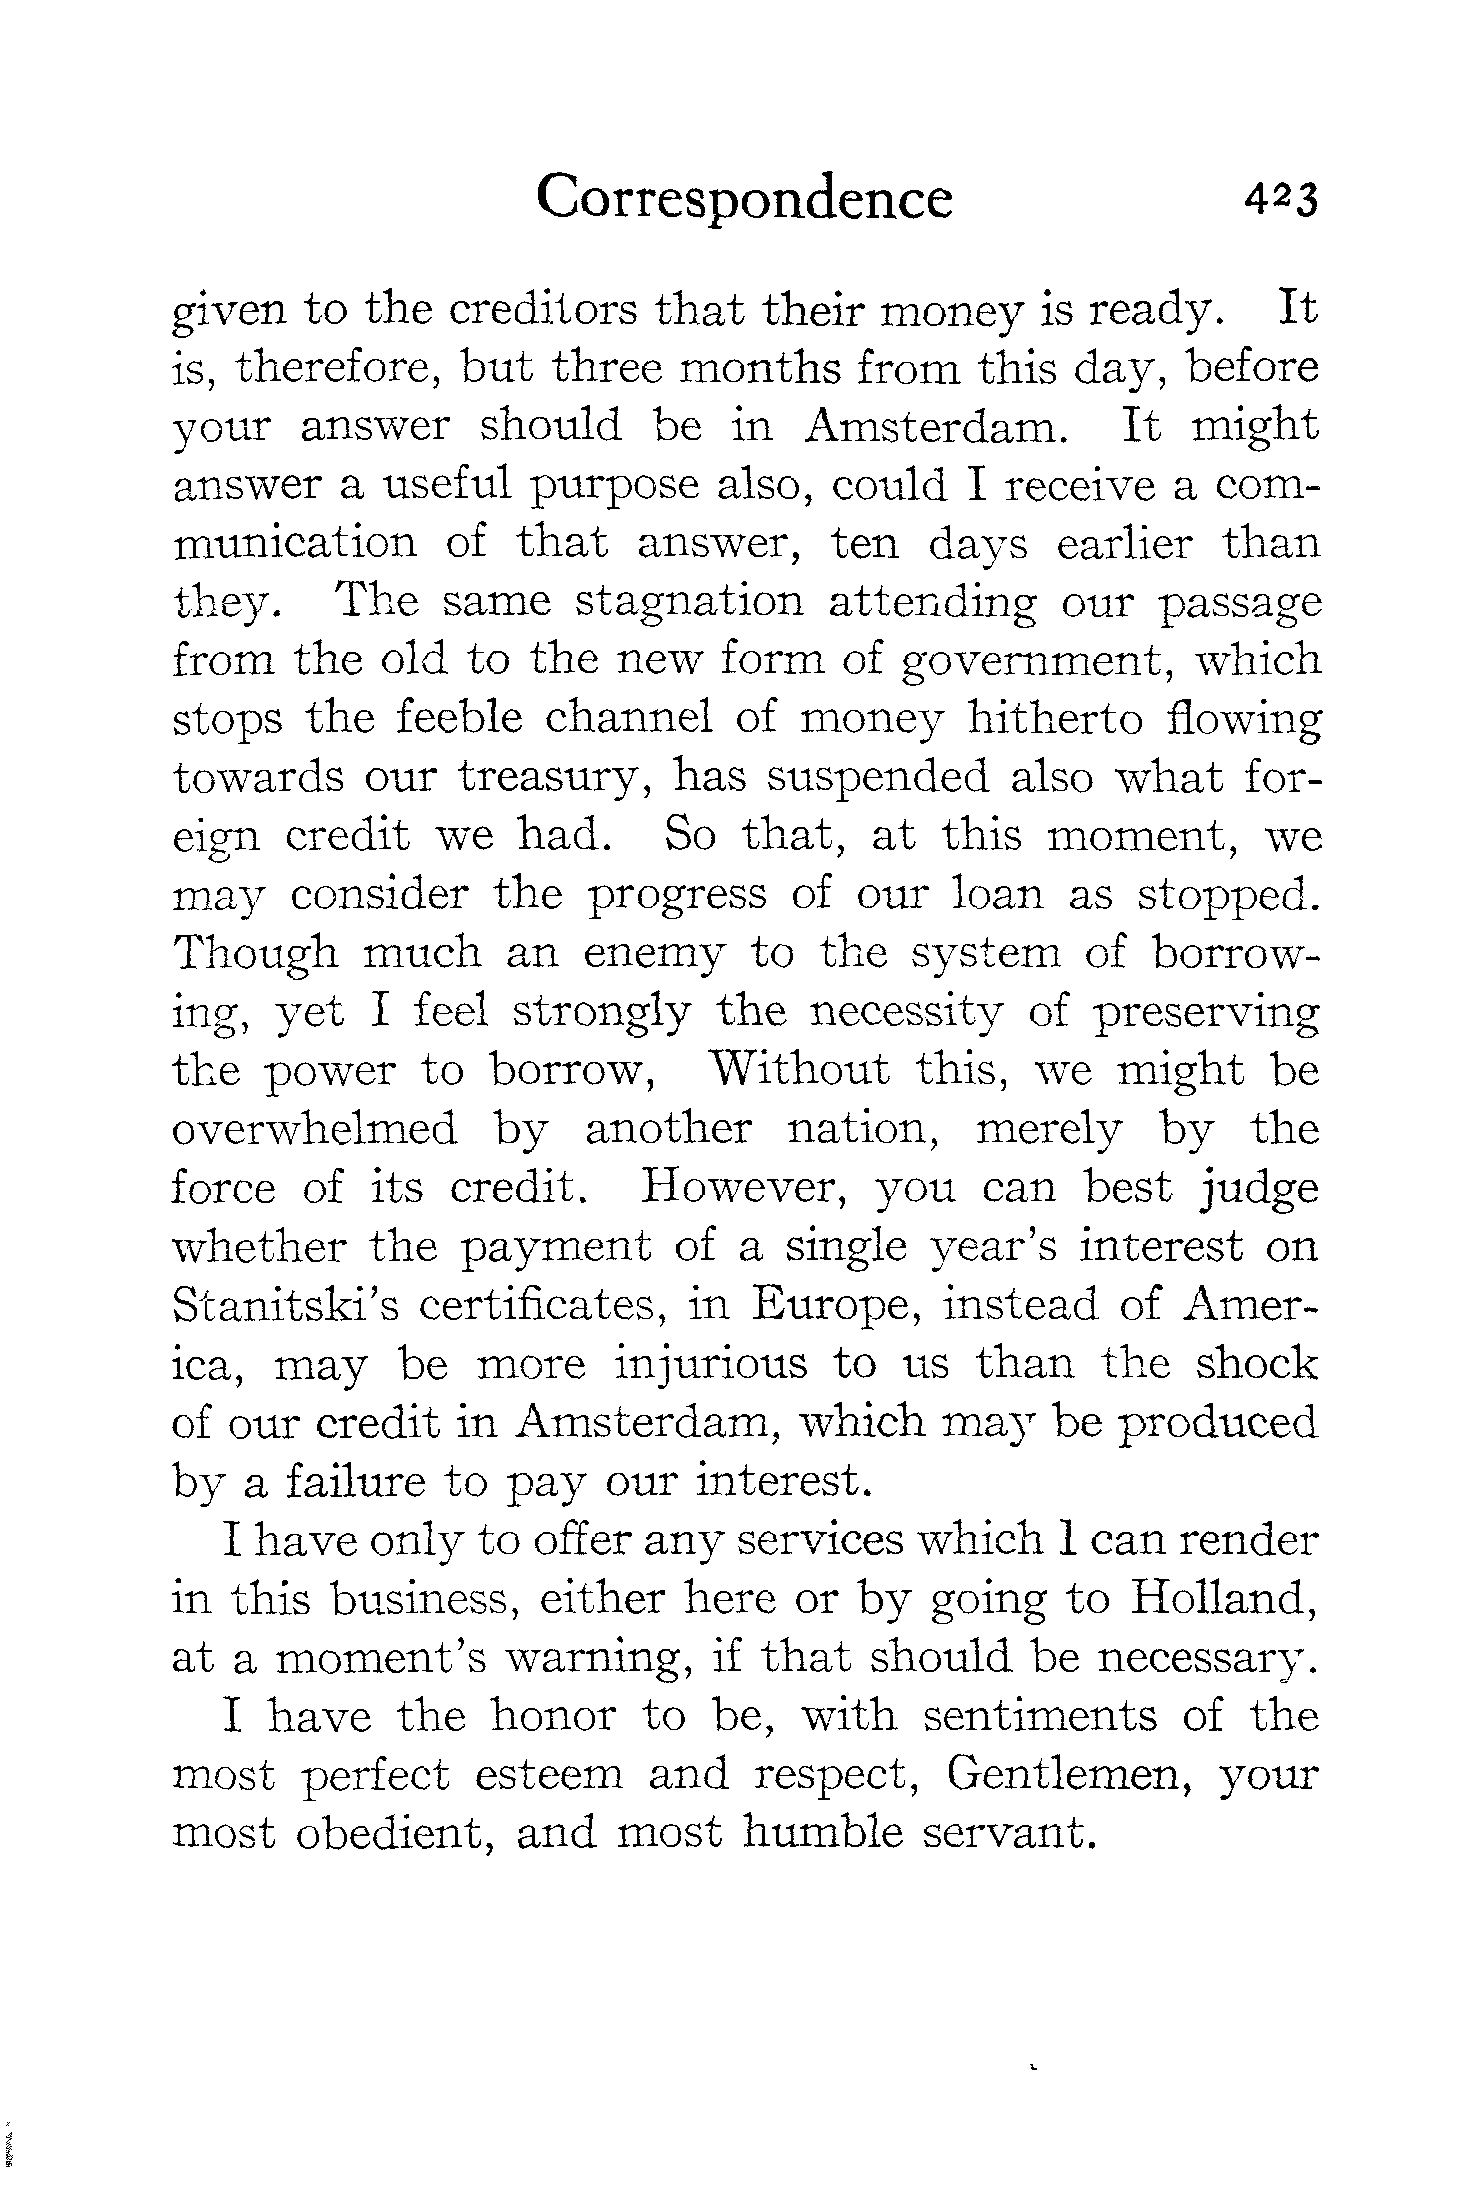 Correspondence 423
given to the creditors that their money is ready. It
is, therefore, but three months from this day, before
your answer should be in Amsterdam. It might
answer a useful purpose also, could I receive a com-
munication of that answer, ten days earlier than
they. The same stagnation attending our passage
from the old to the new form of government, which
stops the feeble channel of money hitherto flowing
towards our treasury, has suspended also what for-
eign credit we had. So that, at this moment, we
may consider the progress of our loan as stopped.
Though much an enemy to the system of borrow-
ing, yet I feel strongly the necessity of preserving
the power to borrow, Without this, we might be
overwhelmed by another nation, merely by the
force of its credit. However, you can best judge
whether the payment of a single year's interest on
Stanitski's certificates, in Europe, instead of Amer-
ica, may be more injurious to us than the shock
of our credit in Amsterdam, which may be produced
by a failure to pay our interest.
I have only to offer any services which I can render
in this business, either here or by going to Holland,
at a moment's warning, if that should be necessary.
I have the honor to be, with sentiments of the
most perfect esteem and respect, Gentlemen, your
most obedient, and most humble servant.